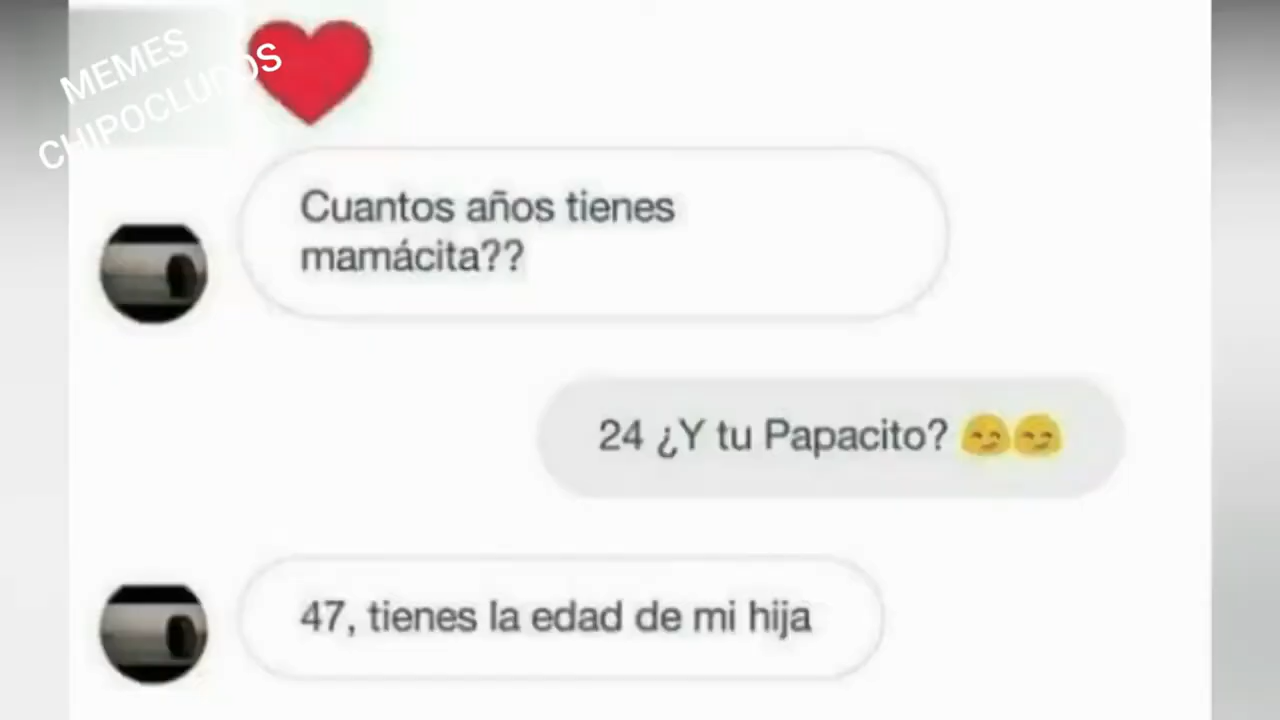 MEMES
CHIPOCLUDOS
Cuantos años tienes
mamácita??
24 ¿Y tu Papacito? 😏😏
47, tienes la edad de mi hija